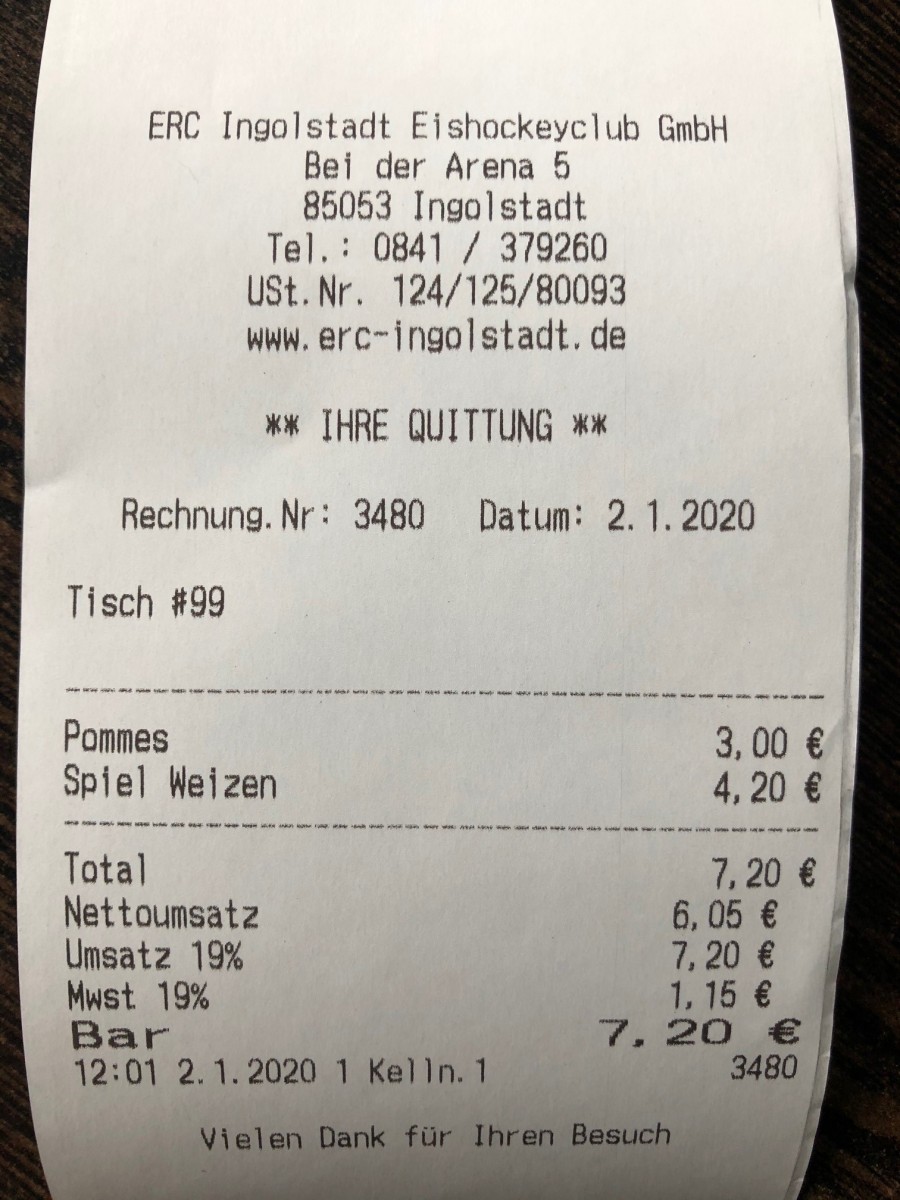 ERC Ingolstadt Eishockeyclub GmbH
Bei der Arena 5
85053 Ingolstadt
Tel.: 0841 / 379260
USt.Nr. 124/125/80093
www.erc-ingolstadt.de
** IHRE QUITTUNG **
Rechnung.Nr: 3480 Datum: 2.1.2020
Tisch #99
Pommes 3,00 €
Spiel Weizen 4,20 €
Total 7,20 €
Nettoumsatz 6,05 €
Umsatz 19% 7,20 €
Mwst 19% 1,15 €
Bar 7,20 €
12:01 2.1.2020 1 Kelln.1 3480
Vielen Dank für Ihren Besuch